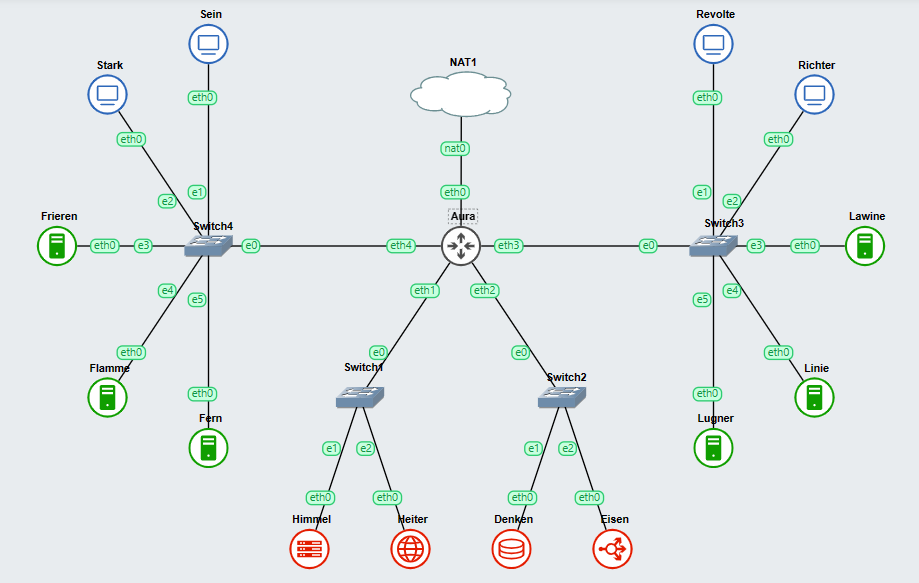 Sein
Revolte
Stark
NAT1
Richter
eth0
eth0
eth0
nat0
eth0
e1
eth0
e1
e2
e2
Frieren
Aura
Lawine
Switch4
Switch3
eth0
e3
e0
eth4
eth3
e0
e3
eth0
e4
eth1
eth2
e4
e5
e5
eth0
e0
e0
eth0
Flamme
Switch1
Switch2
Linie
eth0
eth0
Fern
Lugner
e1
e2
e1
e2
eth0
eth0
eth0
eth0
Himmel
Heiter
Denken
Eisen